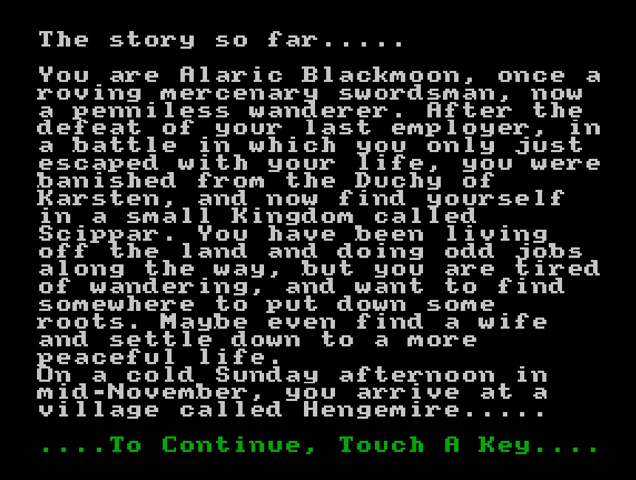 The story so far.....
You are Alaric Blackmoon, once a
roving mercenary swordsman, now
a penniless wanderer. After the
defeat of your last employer, in
a battle in which you only just
escaped with your life, you were
banished from the Duchy of
Karsten, and now find yourself
in a small Kingdom called
Scippar. You have been living
off the land and doing odd jobs
along the way, but you are tired
of wandering, and want to find
somewhere to put down some
roots. Maybe even find a wife
and settle down to a more
peaceful life.
On a cold Sunday afternoon in
mid-November, you arrive at a
village called Hengemire.....
....To Continue, Touch A Key....